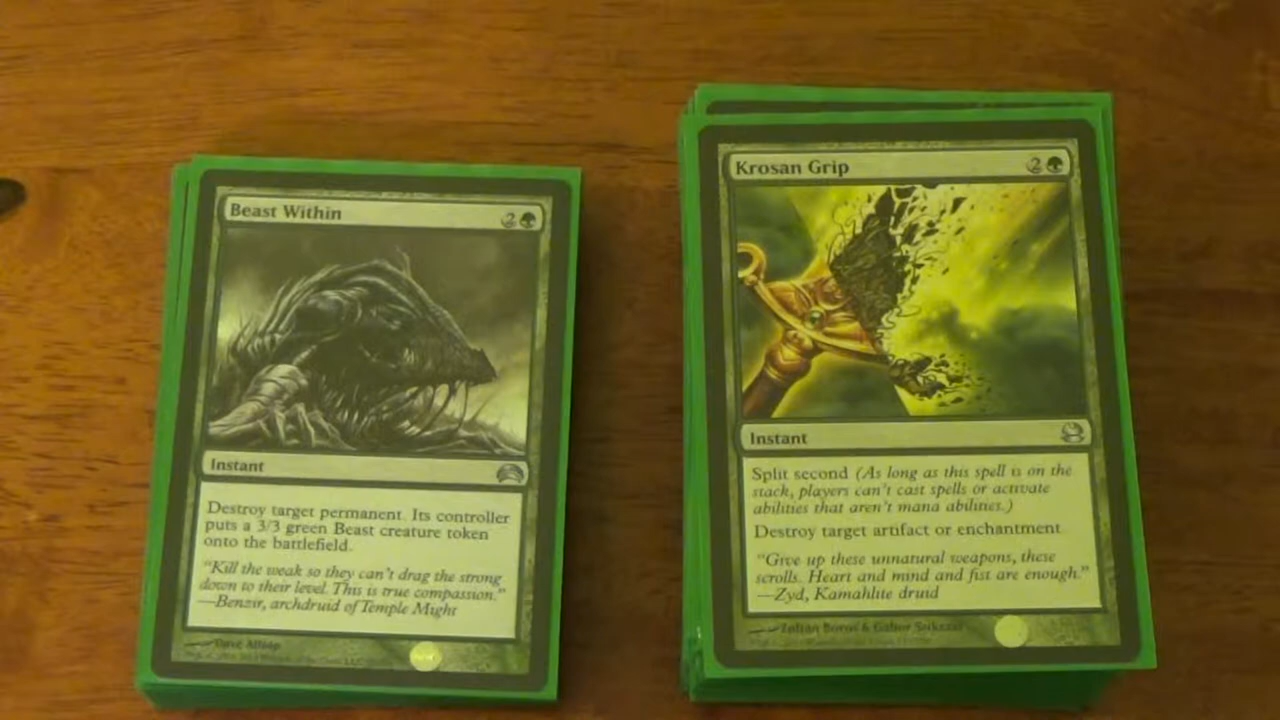 Beast Within
2
Instant
Destroy target permanent. Its controller
puts a 3/3 green Beast creature token
onto the battlefield.
"Kill the weak so they can't drag the strong
down to their level. This is true compassion."
—Benzir, archdruid of Temple Might
Dave Allsop
Krosan Grip
2
Instant
Split second (As long as this spell is on the
stack, players can't cast spells or activate
abilities that aren't mana abilities.)
Destroy target artifact or enchantment.
"Give up these unnatural weapons, these
scrolls. Heart and mind and fist are enough."
—Zyd, Kamahlite druid
Zoltan Boros & Gabor Szikszai